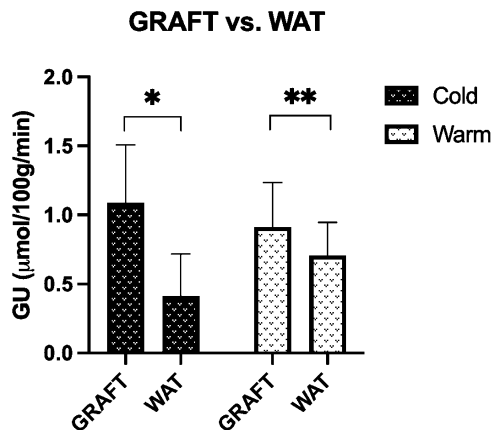 GRAFT vs. WAT
2.0
1.5
1.0
0.5
0.0
GU (μmol/100g/min)
*
**
GRAFT
WAT
GRAFT
WAT
Cold
Warm